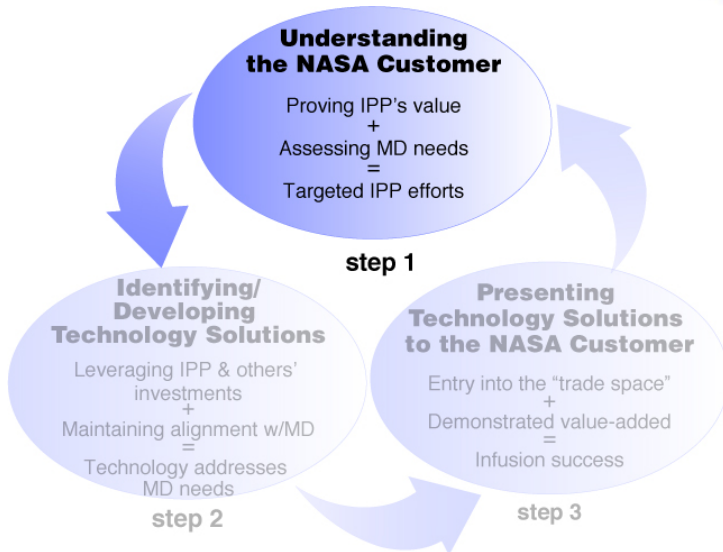 Understanding
the NASA Customer
Proving IPP's value
+
Assessing MD needs
=
Targeted IPP efforts
step 1
Identifying/
Developing
Technology Solutions
Leveraging IPP & others'
investments
+
Maintaining alignment w/MD
=
Technology addresses
MD needs
step 2
Presenting
Technology Solutions
to the NASA Customer
Entry into the “trade space”
+
Demonstrated value-added
=
Infusion success
step 3